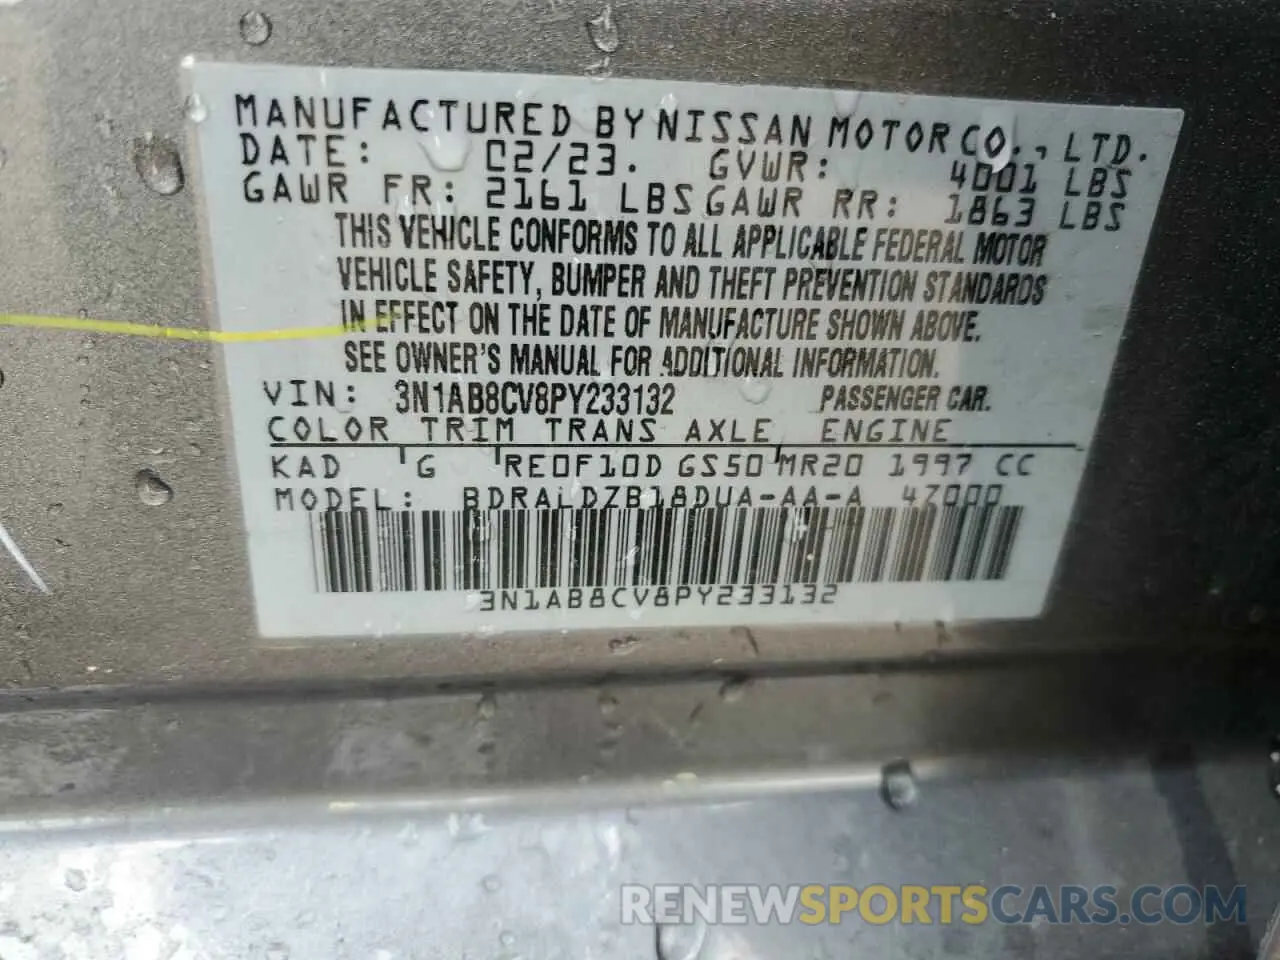 MANUFACTURED BY NISSAN MOTOR CO., LTD.
DATE: 02/23. GVWR: 4001 LBS
GAWR FR: 2161 LBS GAWR RR: 1863 LBS
THIS VEHICLE CONFORMS TO ALL APPLICABLE FEDERAL MOTOR
VEHICLE SAFETY, BUMPER AND THEFT PREVENTION STANDARDS
IN EFFECT ON THE DATE OF MANUFACTURE SHOWN ABOVE.
SEE OWNER'S MANUAL FOR ADDITIONAL INFORMATION.
VIN: 3N1AB8CV8PY233132 PASSENGER CAR.
COLOR TRIM TRANS AXLE ENGINE
KAD G RE0F10D GS50 MR20 1997 CC
MODEL: BDRALDZB18DUA-AA-A 4Z000
3N1AB8CV8PY233132
RENEWSPORTSCARS.COM